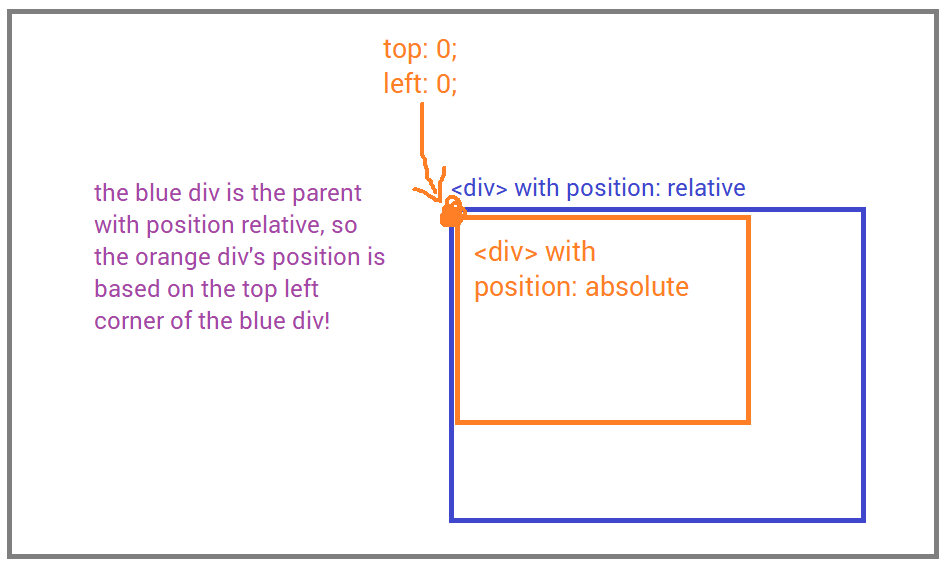 top: 0;
left: 0;
<div> with position: relative
the blue div is the parent
with position relative, so
the orange div’s position is
based on the top left
corner of the blue div!
<div> with
position: absolute